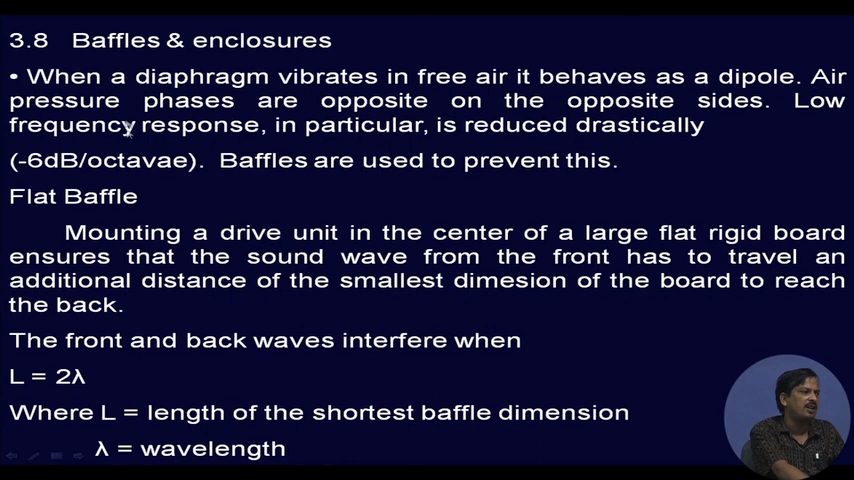 3.8 Baffles & enclosures
• When a diaphragm vibrates in free air it behaves as a dipole. Air
pressure phases are opposite on the opposite sides. Low
frequency response, in particular, is reduced drastically
(-6dB/octavae). Baffles are used to prevent this.
Flat Baffle
Mounting a drive unit in the center of a large flat rigid board
ensures that the sound wave from the front has to travel an
additional distance of the smallest dimesion of the board to reach
the back.
The front and back waves interfere when
L = 2λ
Where L = length of the shortest baffle dimension
λ = wavelength